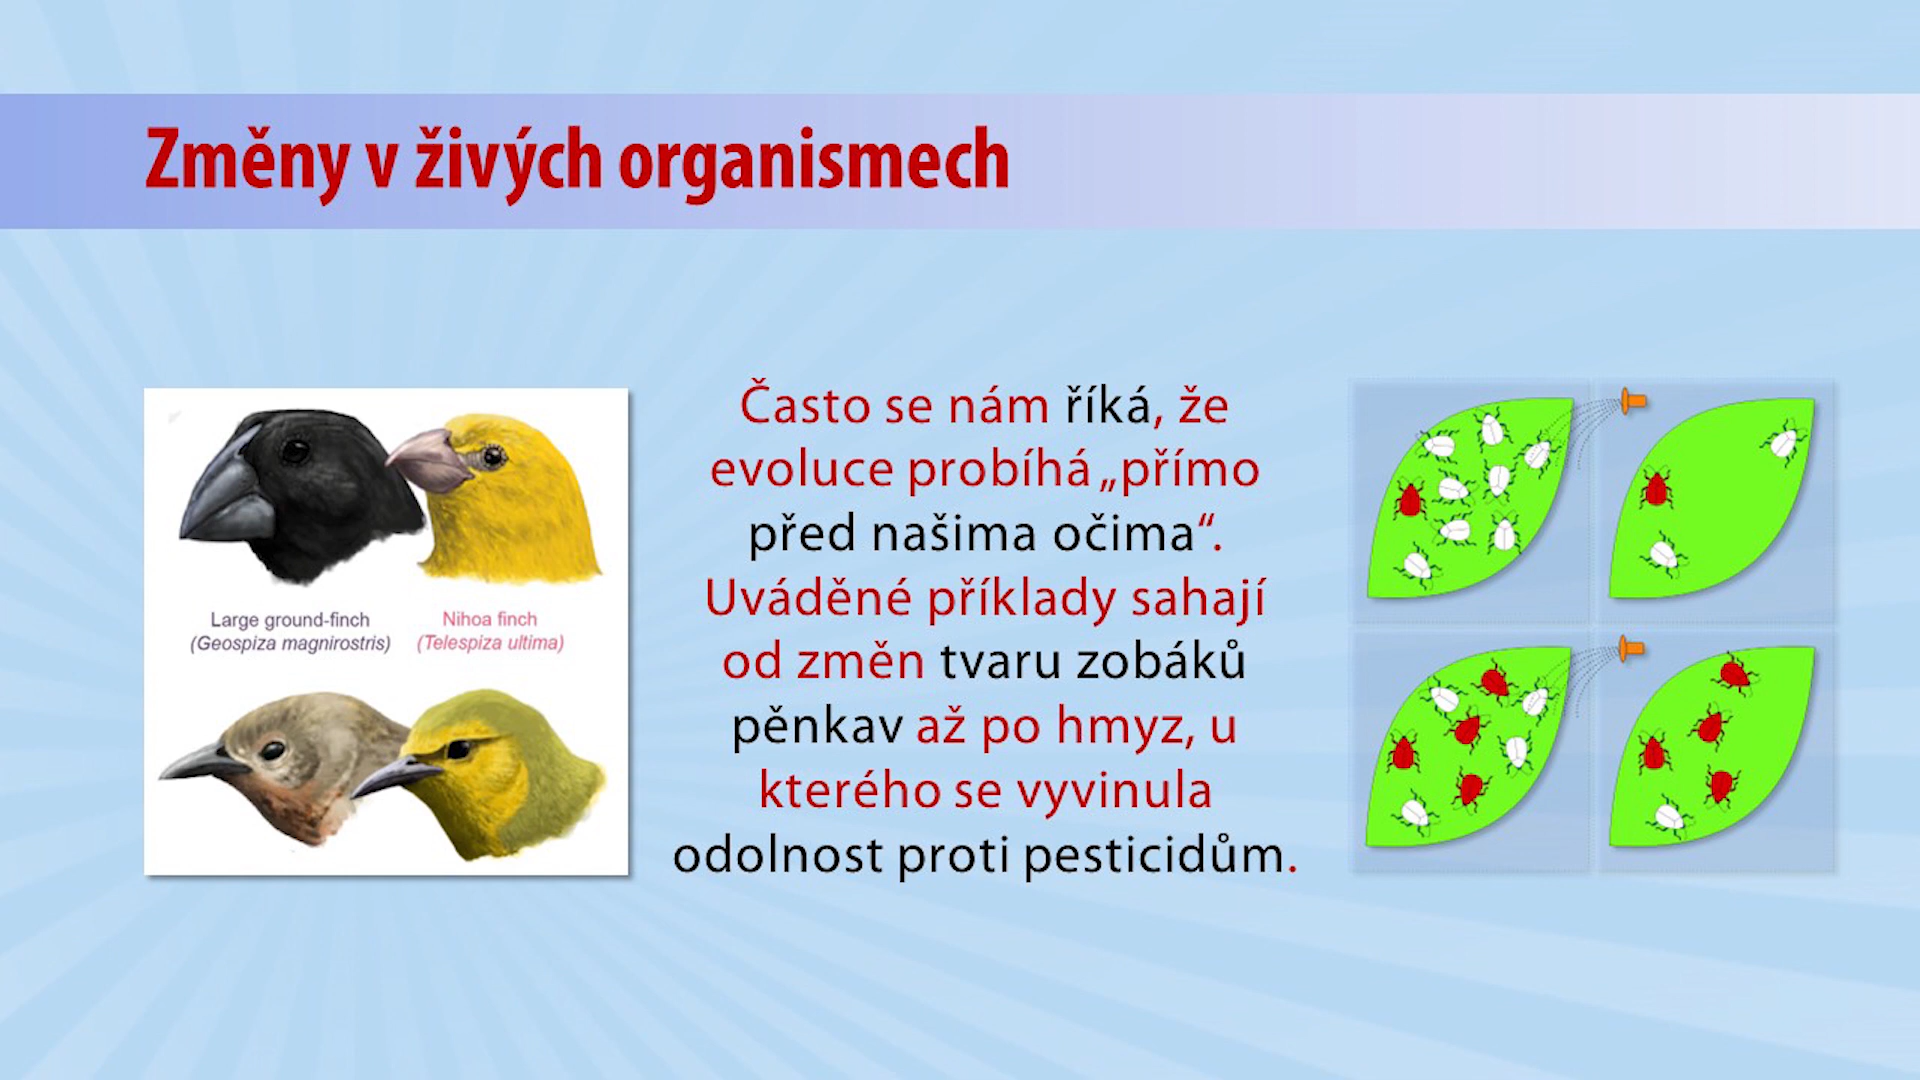 Změny v živých organismech
Large ground-finch
(Geospiza magnirostris)
Nihoa finch
(Telespiza ultima)
Často se nám říká, že
evoluce probíhá „přímo
před našima očima“.
Uváděné příklady sahají
od změn tvaru zobáků
pěnkav až po hmyz, u
kterého se vyvinula
odolnost proti pesticidům.